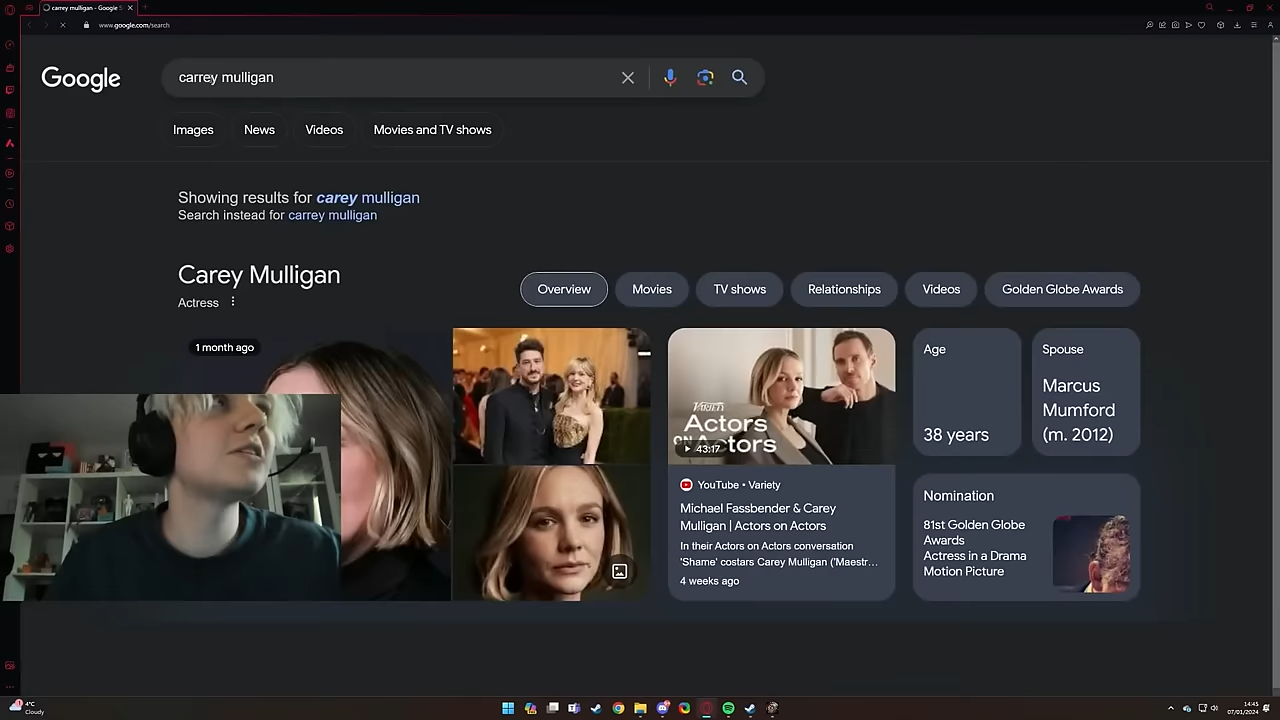 carrey mulligan - Google S
www.google.com/search
Google
carrey mulligan
Images
News
Videos
Movies and TV shows
Showing results for carey mulligan
Search instead for carrey mulligan
Carey Mulligan
Actress
Overview
Movies
TV shows
Relationships
Videos
Golden Globe Awards
1 month ago
VARIETY
Actors
ON Actors
43:17
YouTube • Variety
Michael Fassbender & Carey
Mulligan | Actors on Actors
In their Actors on Actors conversation
'Shame' costars Carey Mulligan ('Maestr...
4 weeks ago
Age
38 years
Spouse
Marcus
Mumford
(m. 2012)
Nomination
81st Golden Globe
Awards
Actress in a Drama
Motion Picture
4°C
Cloudy
14:45
07/01/2024